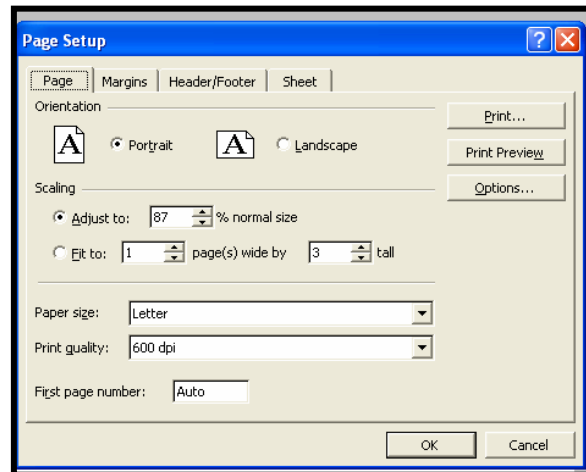 Page Setup
Page Margins Header/Footer Sheet
Orientation
A Portrait A Landscape
Print...
Print Preview
Options...
Scaling
Adjust to: 87 % normal size
Fit to: 1 page(s) wide by 3 tall
Paper size: Letter
Print quality: 600 dpi
First page number: Auto
OK Cancel